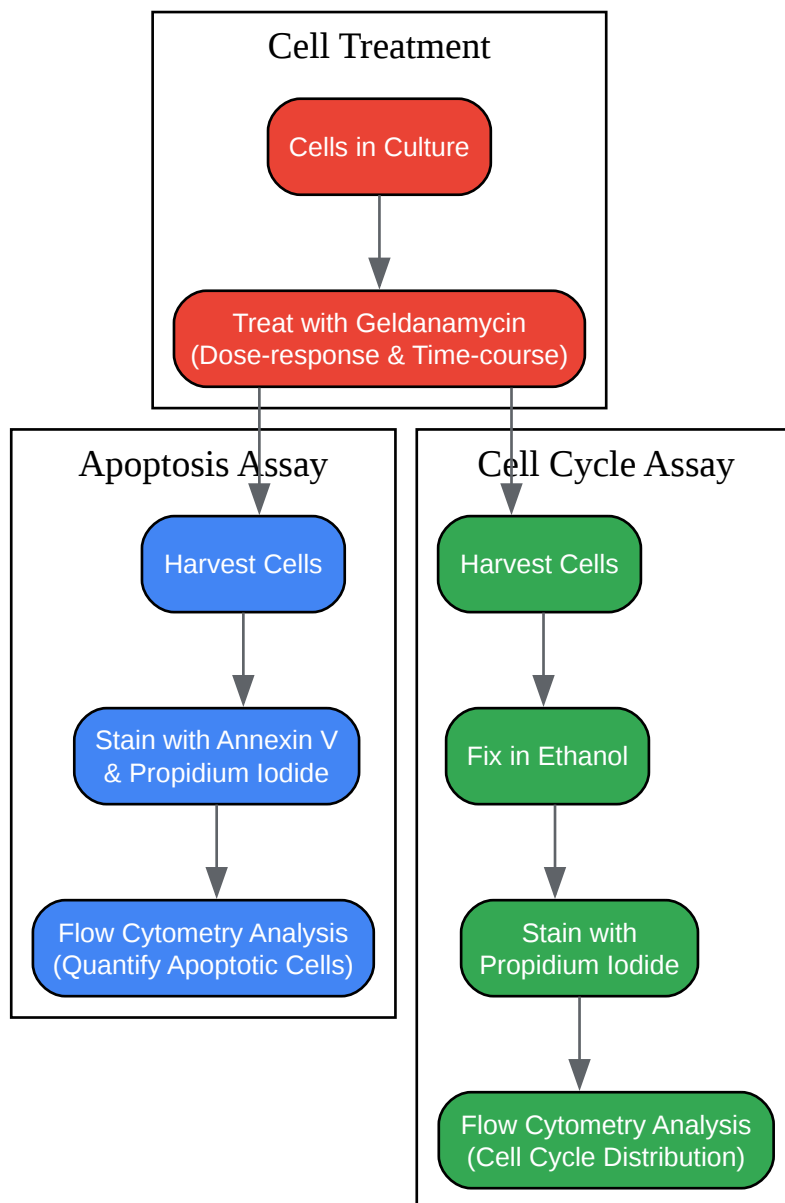 Cell Treatment
Cells in Culture
Treat with Geldanamycin
(Dose-response & Time-course)
Apoptosis Assay
Harvest Cells
Stain with Annexin V
& Propidium Iodide
Flow Cytometry Analysis
(Quantify Apoptotic Cells)
Cell Cycle Assay
Harvest Cells
Fix in Ethanol
Stain with
Propidium Iodide
Flow Cytometry Analysis
(Cell Cycle Distribution)